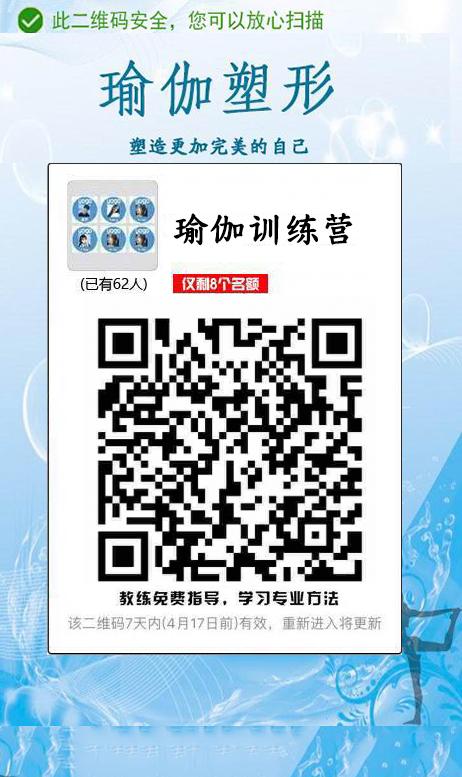 此二维码安全，您可以放心扫描
瑜伽塑形
塑造更加完美的自己
瑜伽训练营
(已有62人)
仅剩8个名额
教练免费指导，学习专业方法
该二维码7天内(4月17日前)有效，重新进入将更新